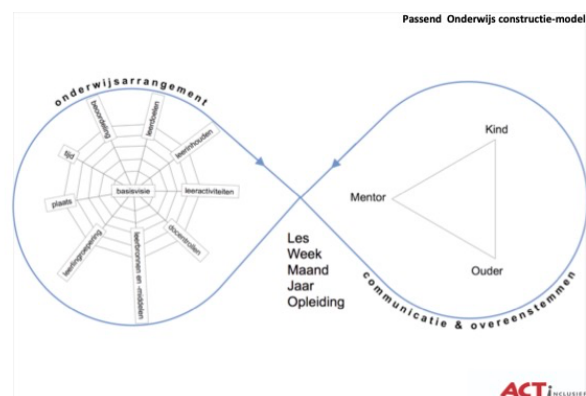 Passend Onderwijs constructie-model
onderwijsarrangement
beoordeling
leerdoelen
tijd
leerinhouden
basisvisie
leeractiviteiten
plaats
leerlinggroepering
docentrollen
leerbronnen en -middelen
Kind
Mentor
Ouder
Les
Week
Maand
Jaar
Opleiding
communicatie & overeenstemmen
ACTinclusief